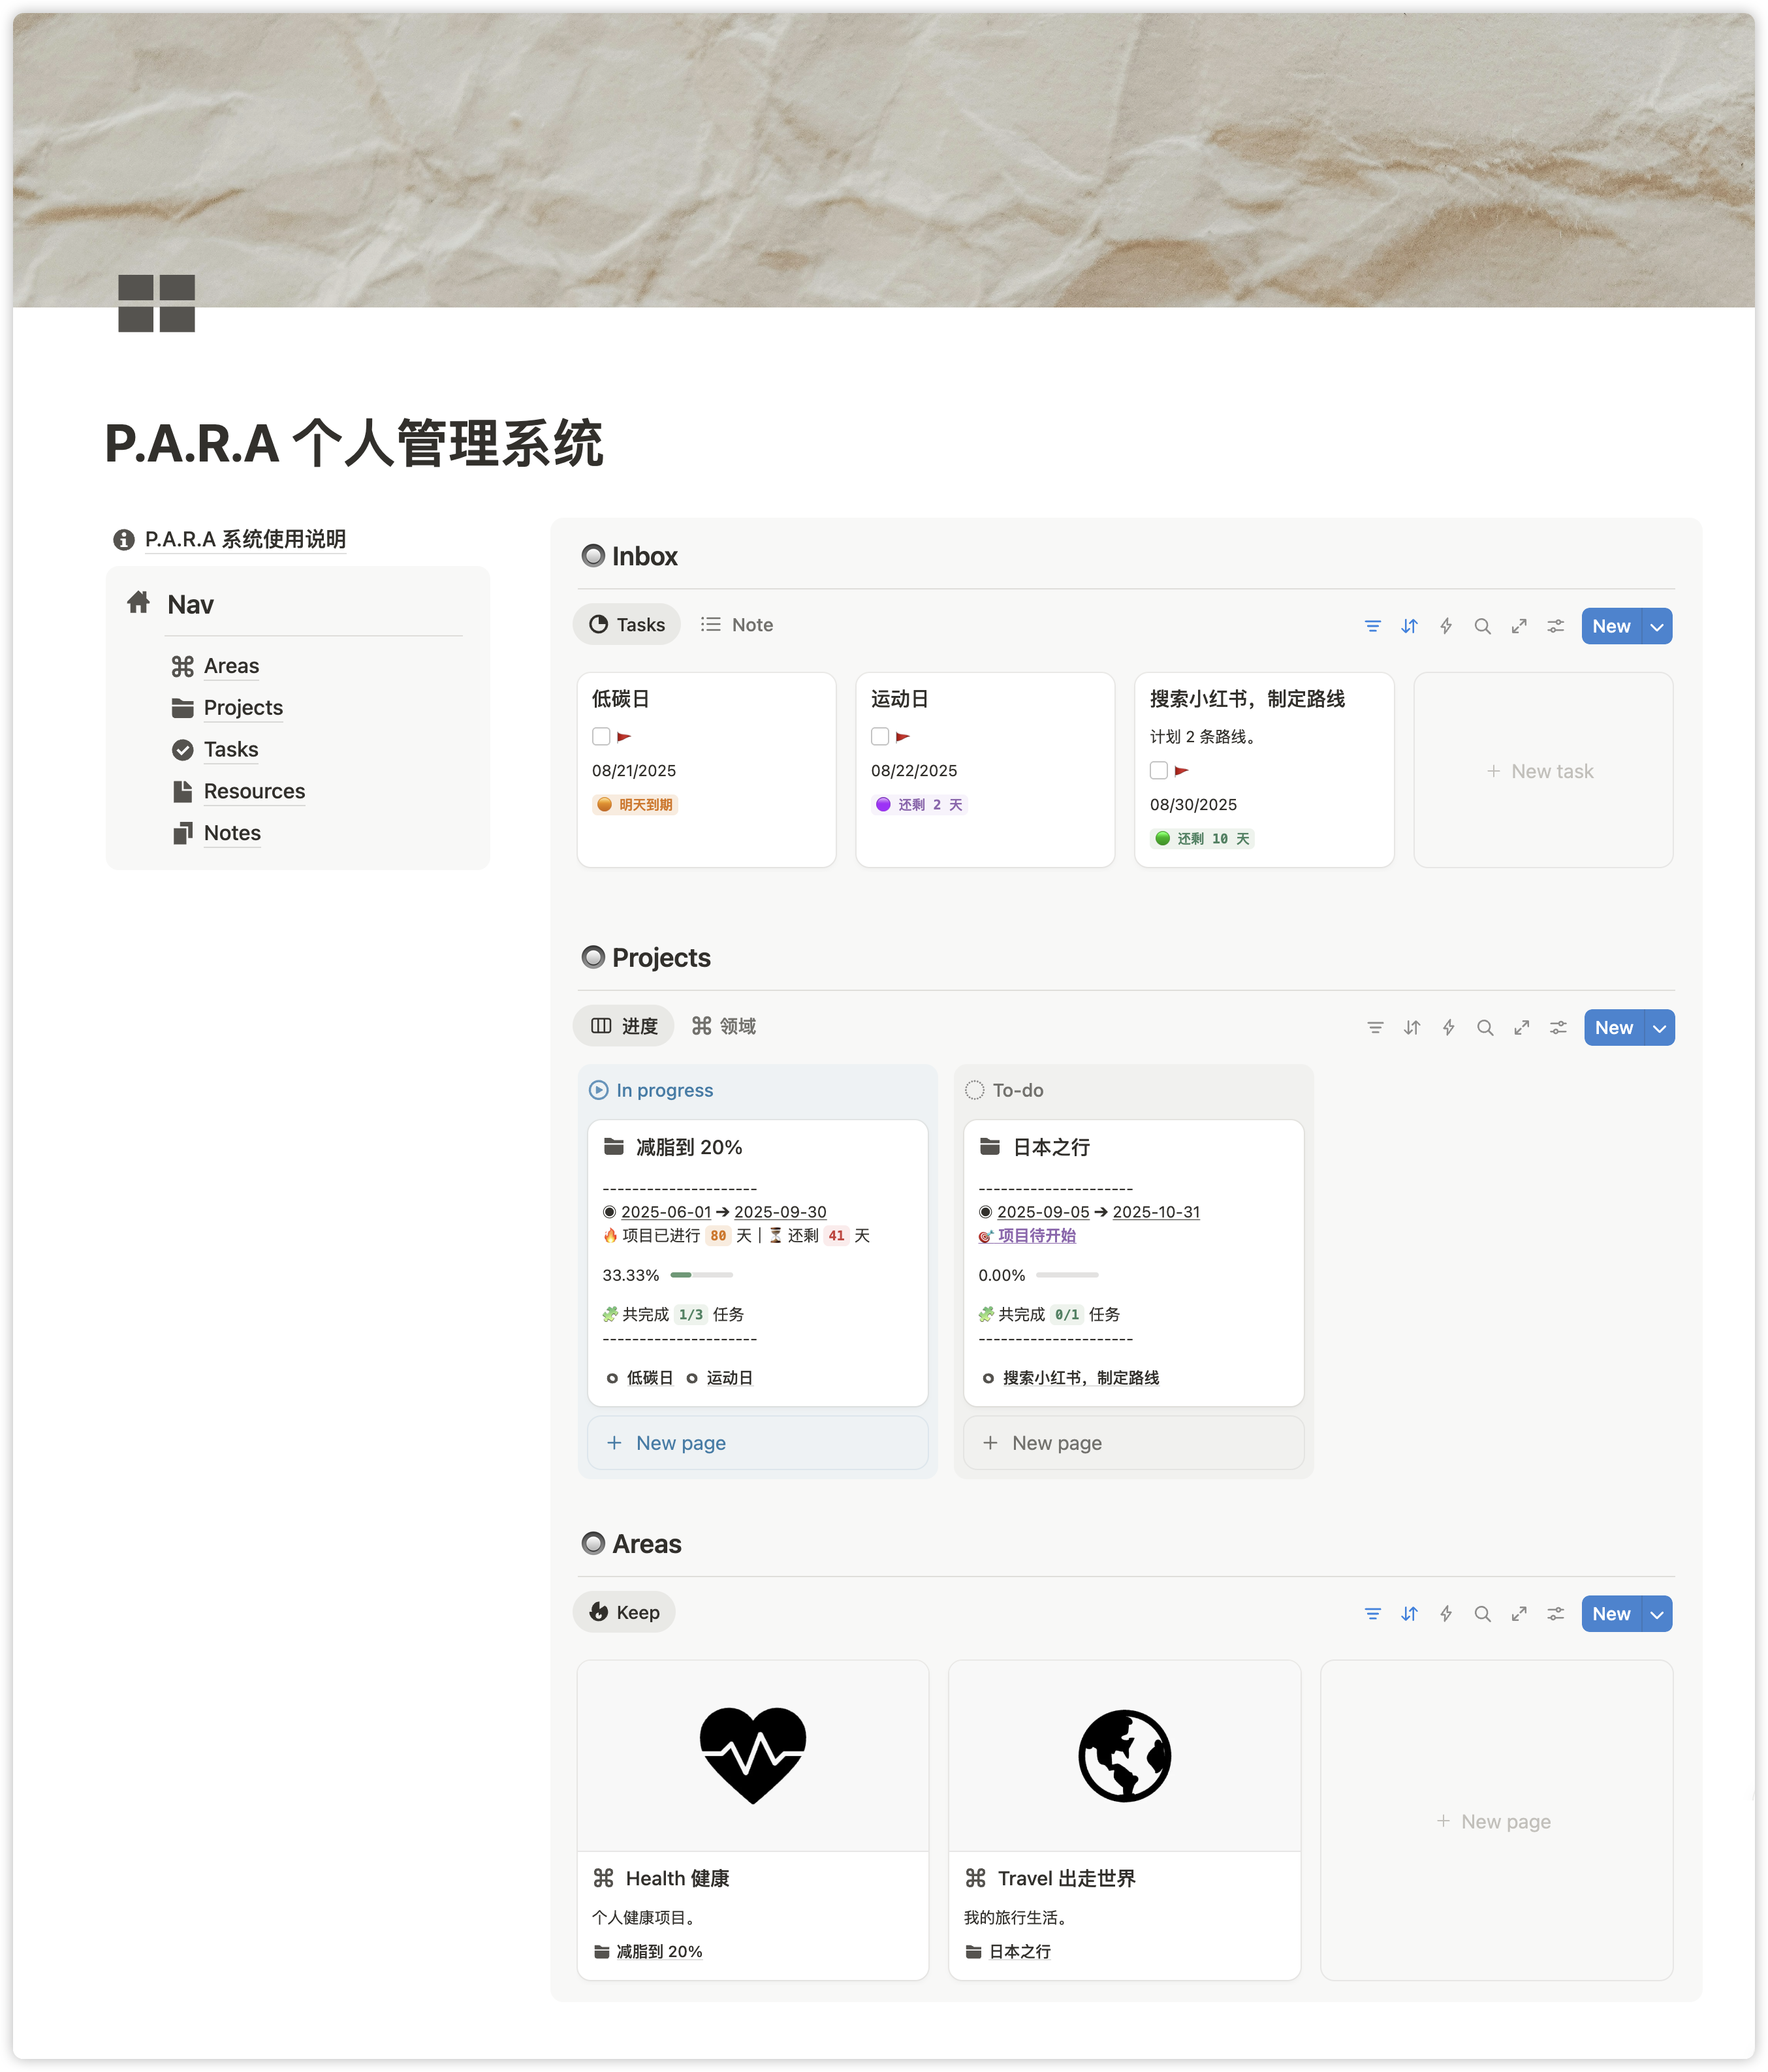 P.A.R.A 个人管理系统
P.A.R.A 系统使用说明
Nav
Areas
Projects
Tasks
Resources
Notes
Inbox
Tasks
Note
New
低碳日
08/21/2025
明天到期
运动日
08/22/2025
还剩 2 天
搜索小红书，制定路线
计划 2 条路线。
08/30/2025
还剩 10 天
+ New task
Projects
进度
领域
New
In progress
减脂到 20%
---------------------
◉ 2025-06-01 ➔ 2025-09-30
🔥 项目已进行 80 天 | ⏳ 还剩 41 天
33.33%
🧩 共完成 1/3 任务
---------------------
低碳日 运动日
+ New page
To-do
日本之行
---------------------
◉ 2025-09-05 ➔ 2025-10-31
🎯 项目待开始
0.00%
🧩 共完成 0/1 任务
---------------------
搜索小红书，制定路线
+ New page
Areas
Keep
New
Health 健康
个人健康项目。
减脂到 20%
Travel 出走世界
我的旅行生活。
日本之行
+ New page